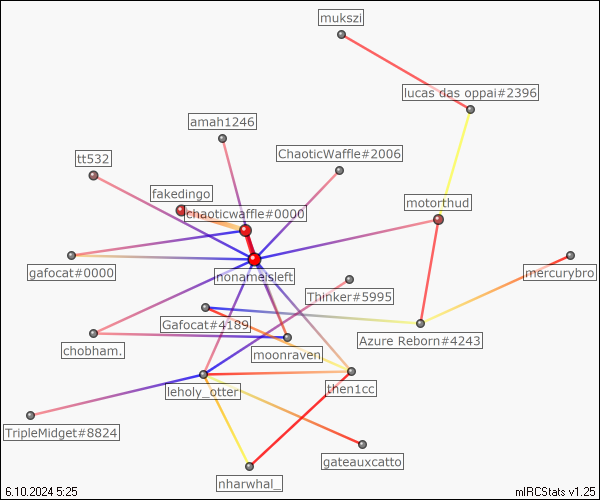 mukszi
lucas das oppai#2396
amah1246
ChaoticWaffle#2006
tt532
fakedingo
motorthud
chaoticwaffle#0000
gafocat#0000
nonameisleft
mercurybro
Thinker#5995
Gafocat#4189
Azure Reborn#4243
chobham.
moonraven
leholy_otter
then1cc
TripleMidget#8824
gateauxcatto
nharwhal_
6.10.2024 5:25
mIRCStats v1.25